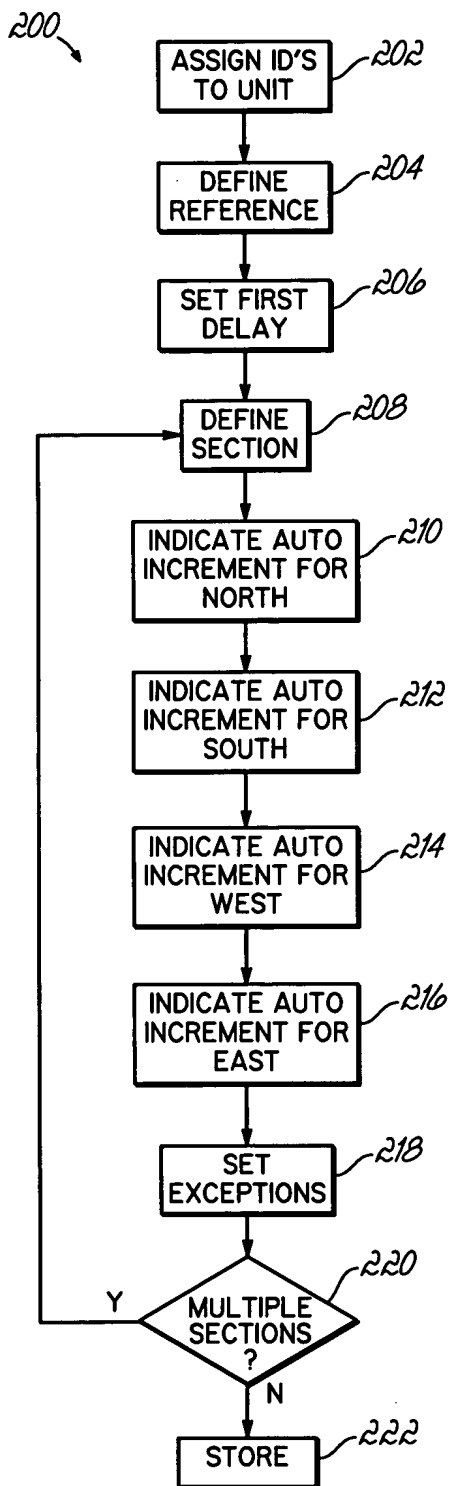 200
ASSIGN ID'S
TO UNIT
202
DEFINE
REFERENCE
204
SET FIRST
DELAY
206
DEFINE
SECTION
208
INDICATE AUTO
INCREMENT FOR
NORTH
210
INDICATE AUTO
INCREMENT FOR
SOUTH
212
INDICATE AUTO
INCREMENT FOR
WEST
214
INDICATE AUTO
INCREMENT FOR
EAST
216
SET
EXCEPTIONS
218
MULTIPLE
SECTIONS
?
220
Y
N
STORE
222